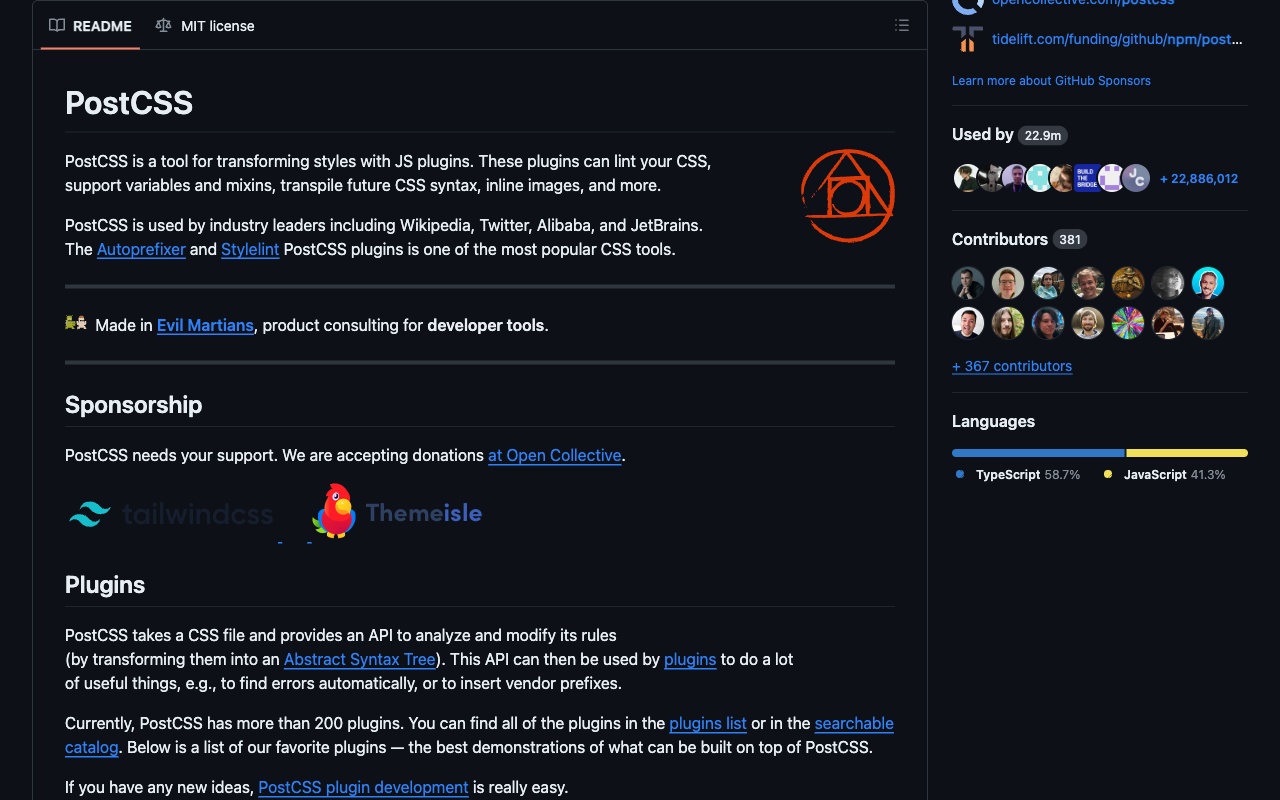 README
MIT license
PostCSS
PostCSS is a tool for transforming styles with JS plugins. These plugins can lint your CSS,
support variables and mixins, transpile future CSS syntax, inline images, and more.
PostCSS is used by industry leaders including Wikipedia, Twitter, Alibaba, and JetBrains.
The Autoprefixer and Stylelint PostCSS plugins is one of the most popular CSS tools.
Made in Evil Martians, product consulting for developer tools.
Sponsorship
PostCSS needs your support. We are accepting donations at Open Collective.
tailwindcss
Themeisle
Plugins
PostCSS takes a CSS file and provides an API to analyze and modify its rules
(by transforming them into an Abstract Syntax Tree). This API can then be used by plugins to do a lot
of useful things, e.g., to find errors automatically, or to insert vendor prefixes.
Currently, PostCSS has more than 200 plugins. You can find all of the plugins in the plugins list or in the searchable
catalog. Below is a list of our favorite plugins — the best demonstrations of what can be built on top of PostCSS.
If you have any new ideas, PostCSS plugin development is really easy.
opencollective.com/postcss
tidelift.com/funding/github/npm/post...
Learn more about GitHub Sponsors
Used by 22.9m
BUILD
THE
BRIDGE
JC
+ 22,886,012
Contributors 381
+ 367 contributors
Languages
TypeScript 58.7%
JavaScript 41.3%